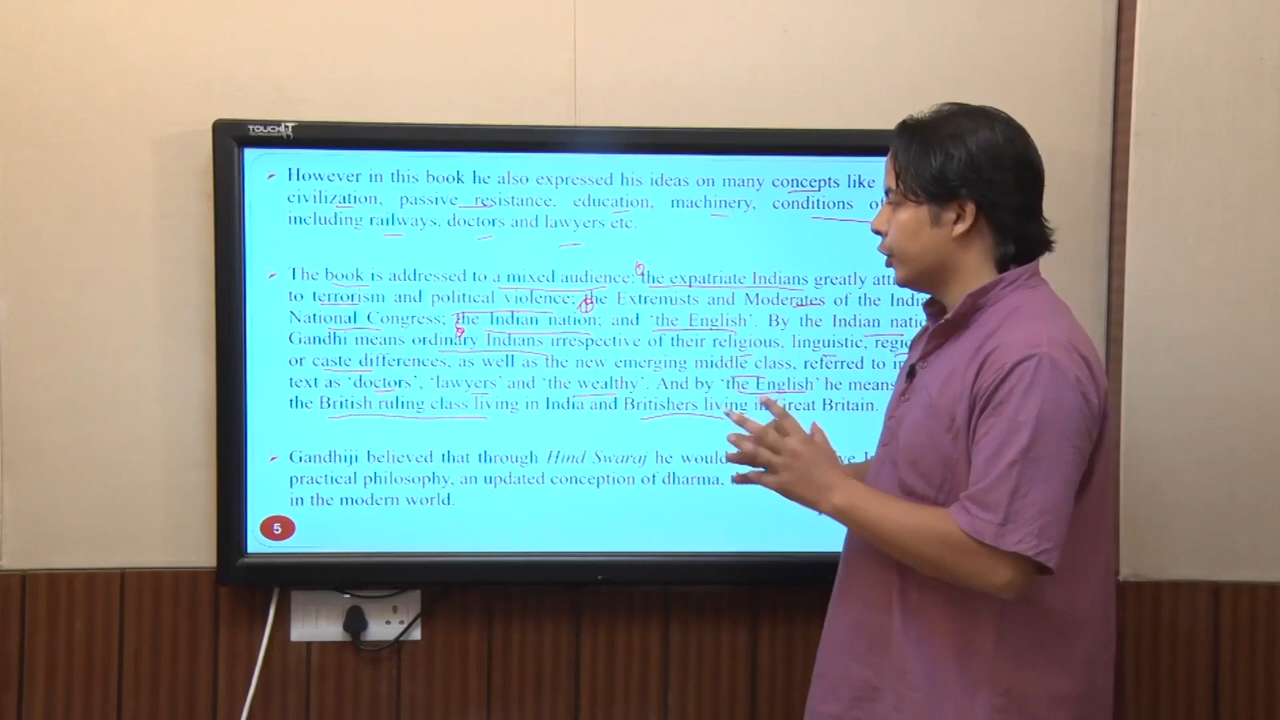 TOUCHIT
However in this book he also expressed his ideas on many concepts like
civilization, passive resistance, education, machinery, conditions of
including railways, doctors and lawyers etc.
The book is addressed to a mixed audience: the expatriate Indians greatly
to terrorism and political violence; the Extremists and Moderates of the
National Congress; the Indian nation; and ‘the English’. By the Indian
Gandhi means ordinary Indians irrespective of their religious, linguistic,
or caste differences, as well as the new emerging middle class, referred to
text as ‘doctors’, ‘lawyers’ and ‘the wealthy’. And by ‘the English’ he means
the British ruling class living in India and Britishers living in Great Britain.
Gandhiji believed that through Hind Swaraj he would
practical philosophy, an updated conception of dharma,
in the modern world.
5